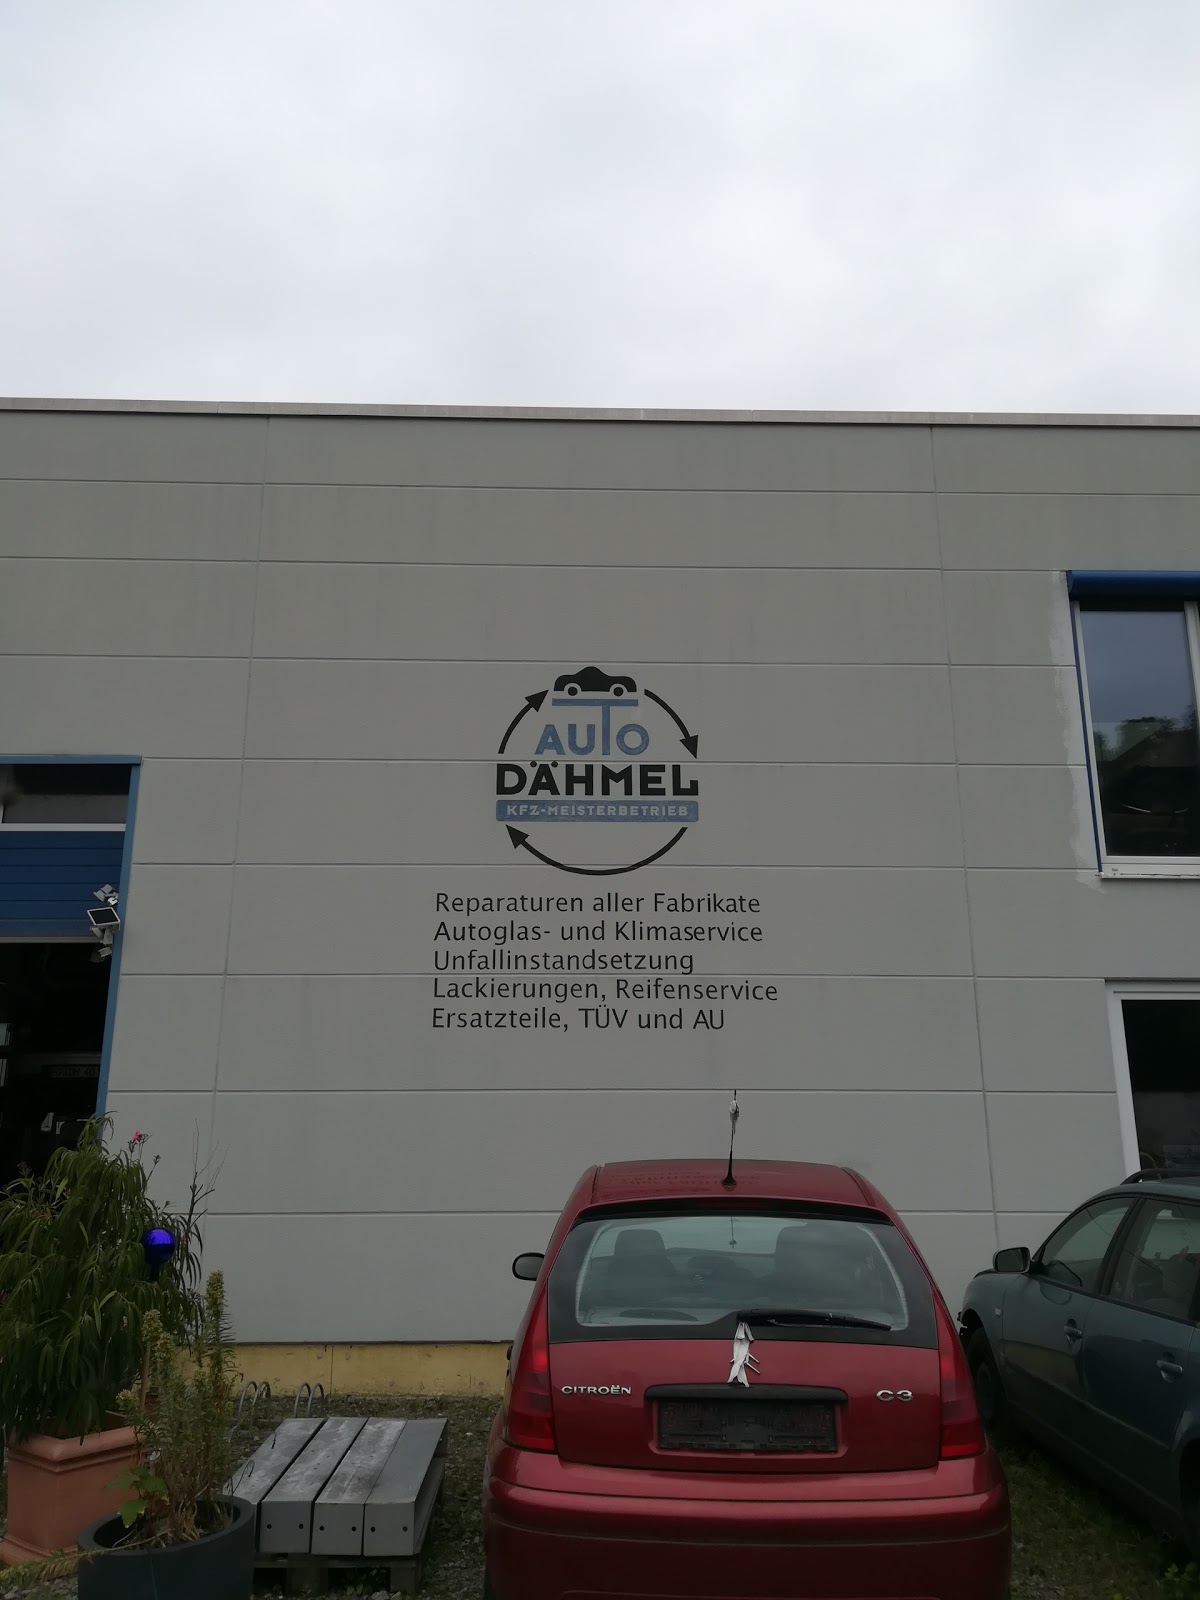 AUTO
DÄHMEL
KFZ-MEISTERBETRIEB
Reparaturen aller Fabrikate
Autoglas- und Klimaservice
Unfallinstandsetzung
Lackierungen, Reifenservice
Ersatzteile, TÜV und AU
CITROËN C3